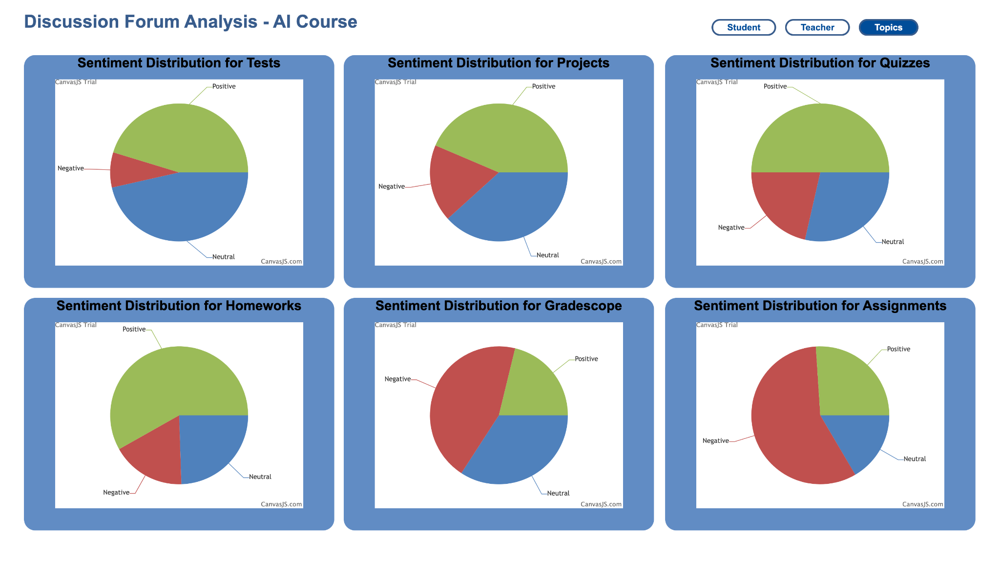 Discussion Forum Analysis - AI Course
Student
Teacher
Topics
Sentiment Distribution for Tests
CanvasJS Trial
Positive
Negative
Neutral
CanvasJS.com
Sentiment Distribution for Projects
CanvasJS Trial
Positive
Negative
Neutral
CanvasJS.com
Sentiment Distribution for Quizzes
CanvasJS Trial
Positive
Negative
Neutral
CanvasJS.com
Sentiment Distribution for Homeworks
CanvasJS Trial
Positive
Neutral
Negative
CanvasJS.com
Sentiment Distribution for Gradescope
CanvasJS Trial
Positive
Negative
Neutral
CanvasJS.com
Sentiment Distribution for Assignments
CanvasJS Trial
Positive
Negative
Neutral
CanvasJS.com